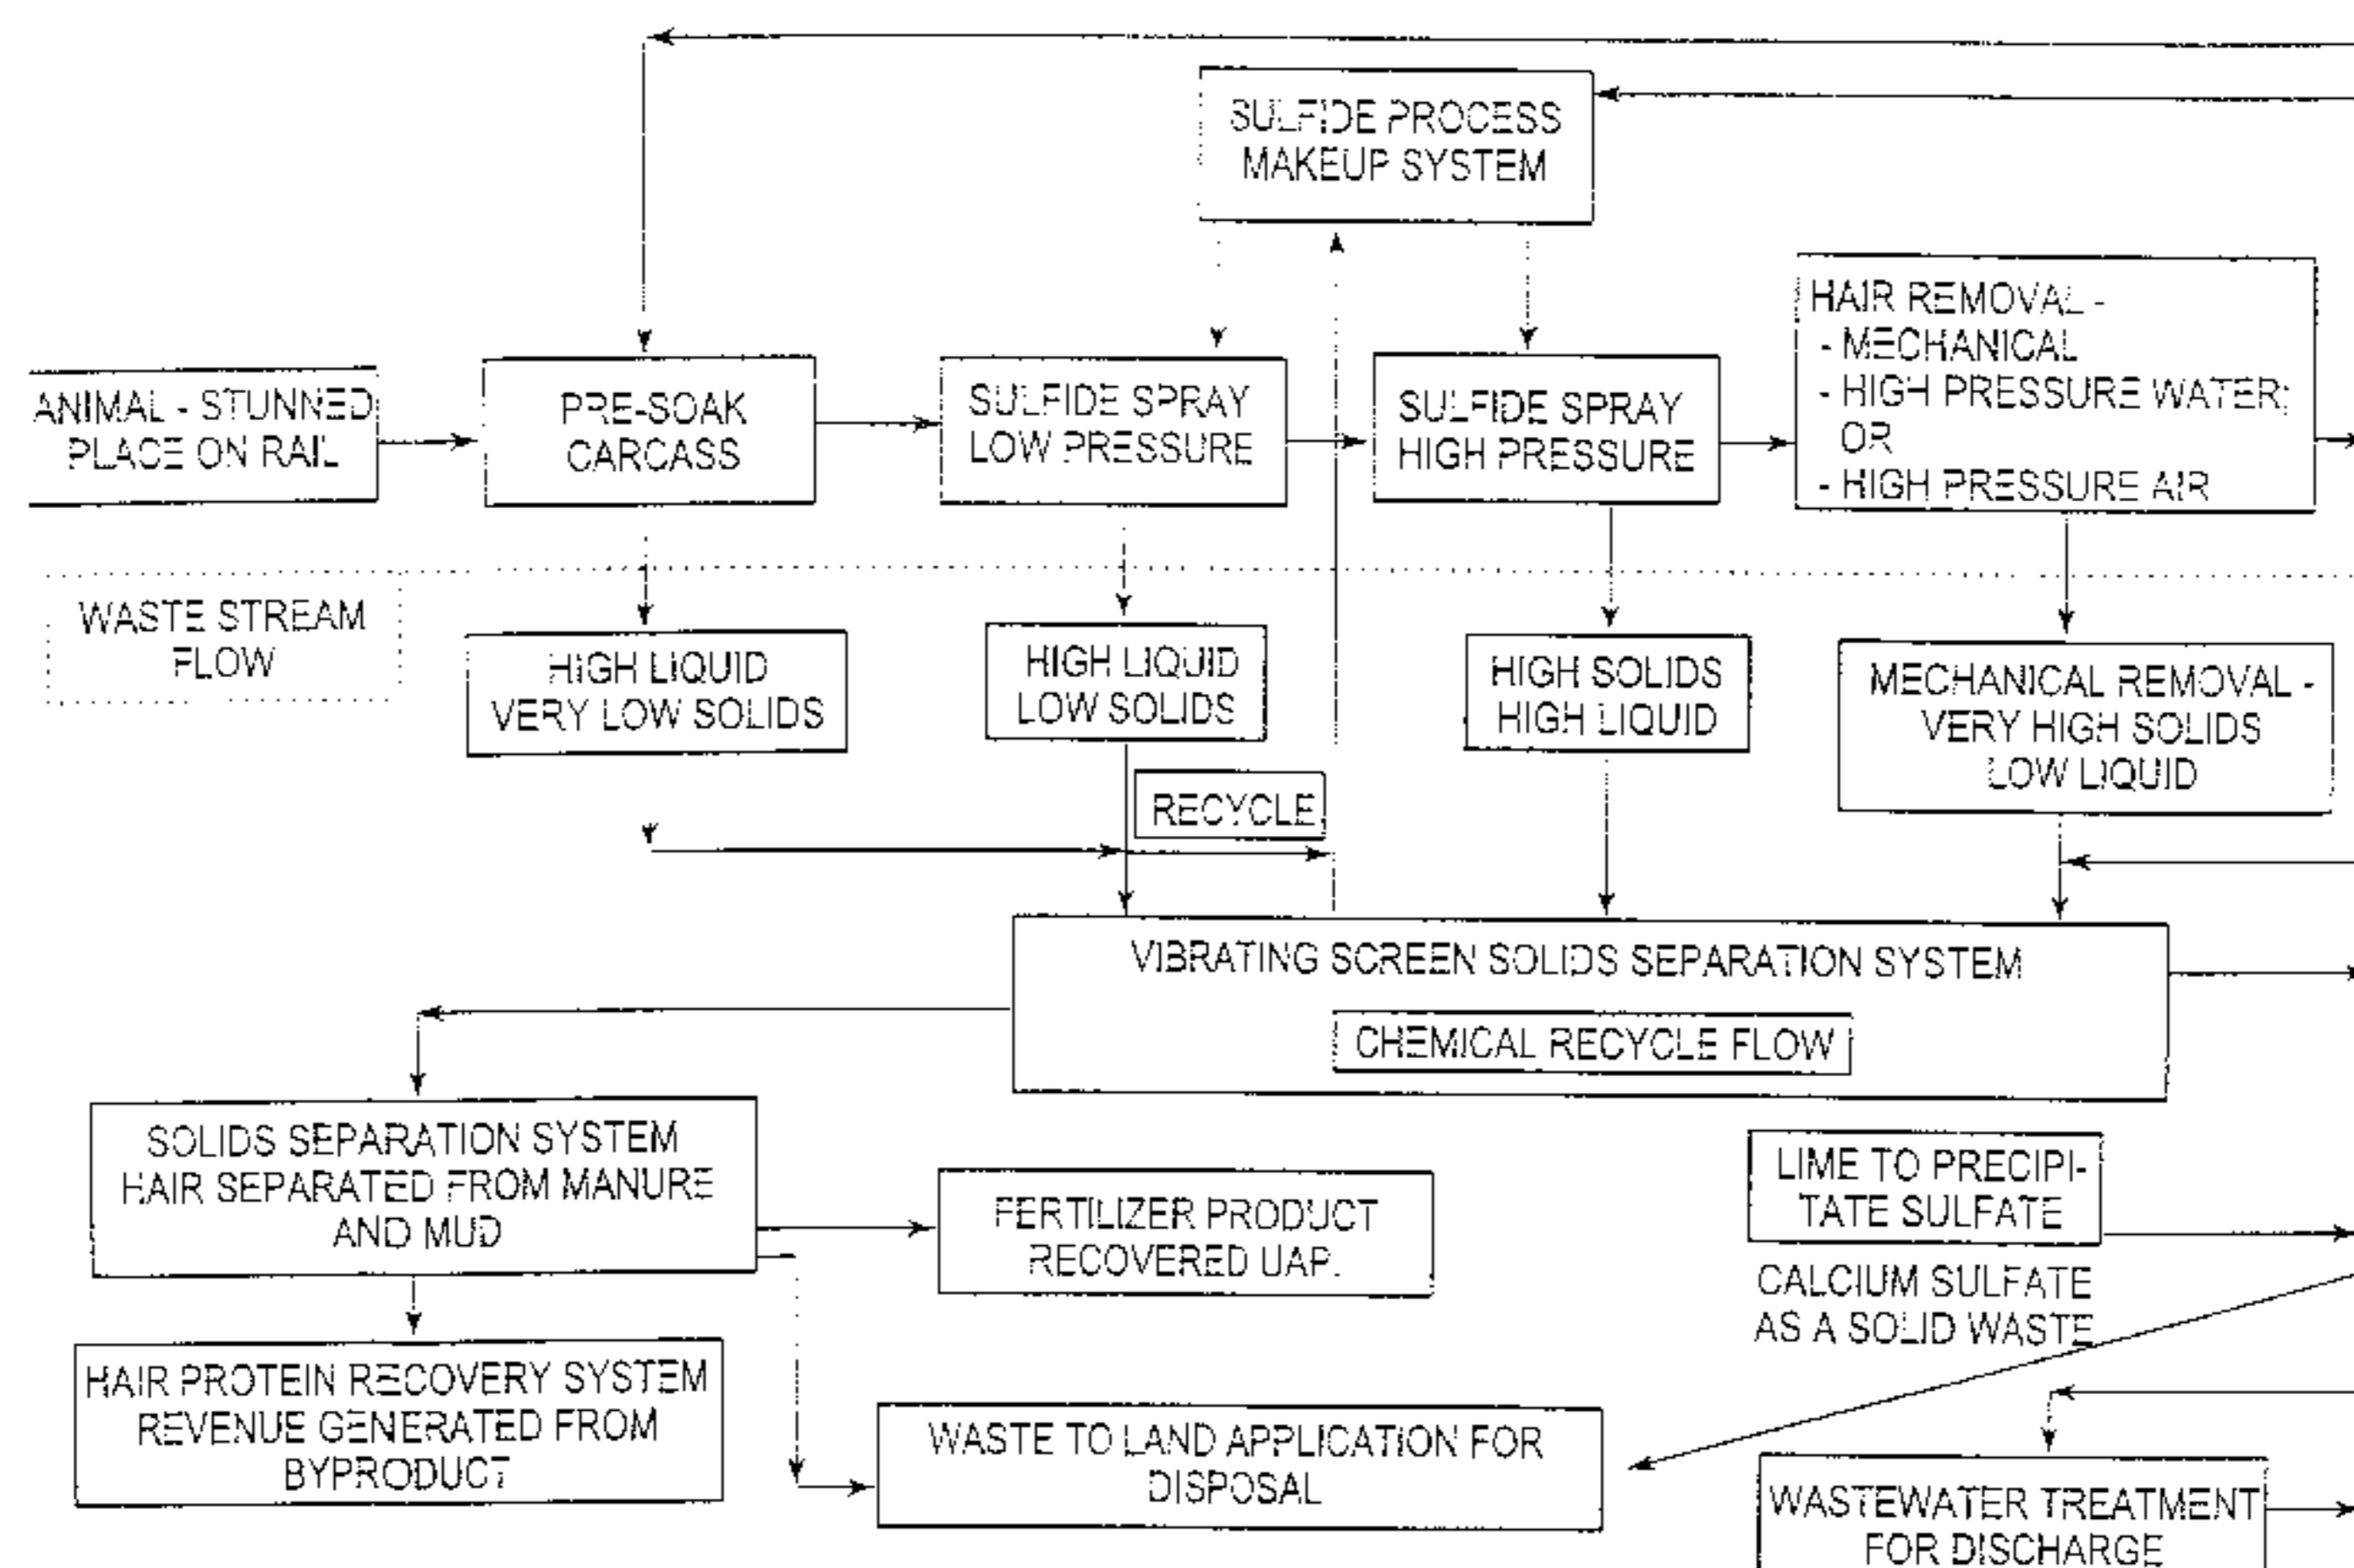 SULFIDE PROCESS
MAKEUP SYSTEM
ANIMAL - STUNNED
PLACE ON RAIL
PRE-SOAK
CARCASS
SULFIDE SPRAY
LOW PRESSURE
SULFIDE SPRAY
HIGH PRESSURE
HAIR REMOVAL -
- MECHANICAL
- HIGH PRESSURE WATER;
OR
- HIGH PRESSURE AIR
WASTE STREAM
FLOW
HIGH LIQUID
VERY LOW SOLIDS
HIGH LIQUID
LOW SOLIDS
HIGH SOLIDS
HIGH LIQUID
MECHANICAL REMOVAL -
VERY HIGH SOLIDS
LOW LIQUID
RECYCLE
VIBRATING SCREEN SOLIDS SEPARATION SYSTEM
CHEMICAL RECYCLE FLOW
SOLIDS SEPARATION SYSTEM
HAIR SEPARATED FROM MANURE
AND MUD
FERTILIZER PRODUCT
RECOVERED UAP.
LIME TO PRECIPI-
TATE SULFATE
CALCIUM SULFATE
AS A SOLID WASTE
HAIR PROTEIN RECOVERY SYSTEM
REVENUE GENERATED FROM
BYPRODUCT
WASTE TO LAND APPLICATION FOR
DISPOSAL
WASTEWATER TREATMENT
FOR DISCHARGE